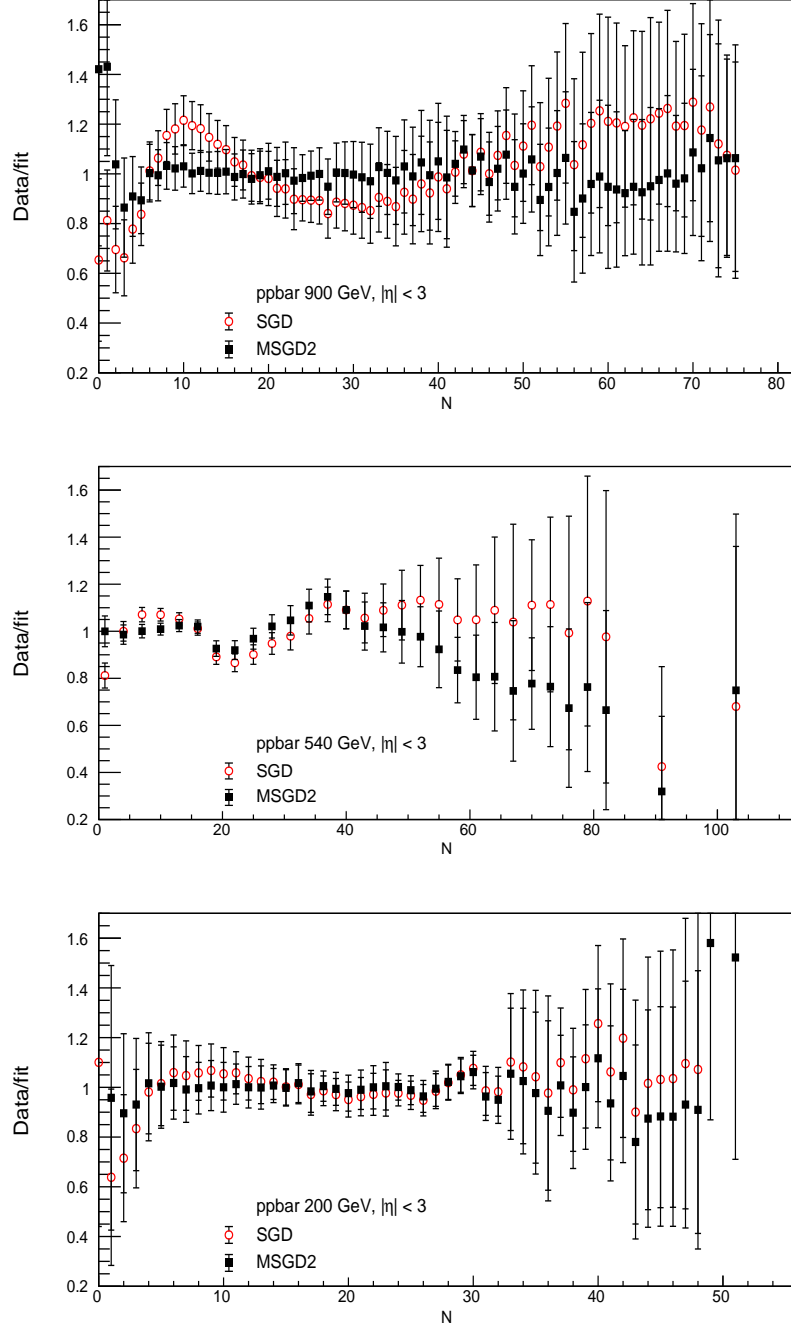 1.6
1.4
1.2
1
0.8
0.6
0.4
0.2
Data/fit
ppbar 900 GeV, |η| < 3
SGD
MSGD2
0 10 20 30 40 50 60 70 80
N
1.6
1.4
1.2
1
0.8
0.6
0.4
0.2
Data/fit
ppbar 540 GeV, |η| < 3
SGD
MSGD2
0 20 40 60 80 100
N
1.6
1.4
1.2
1
0.8
0.6
0.4
0.2
Data/fit
ppbar 200 GeV, |η| < 3
SGD
MSGD2
0 10 20 30 40 50
N